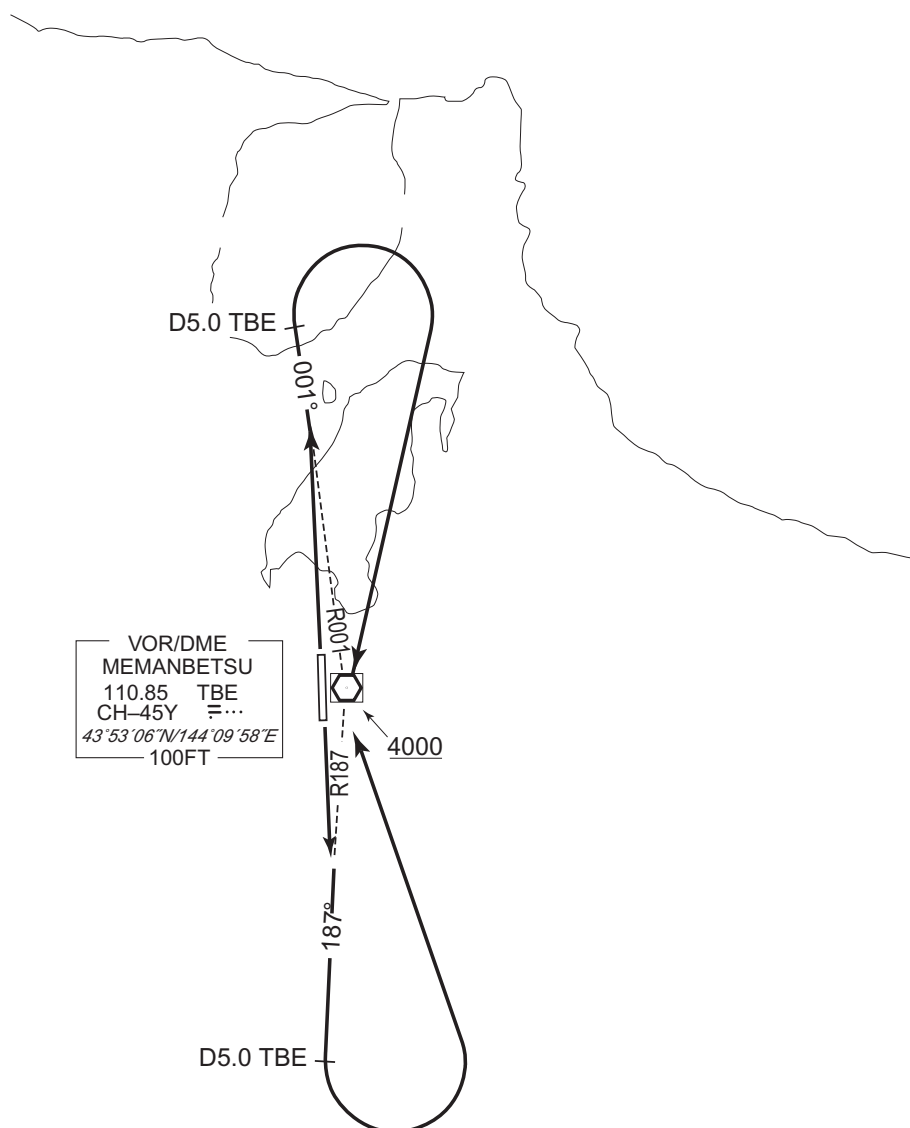 D5.0 TBE
001°
R001
VOR/DME
MEMANBETSU
110.85 TBE
CH–45Y
43°53′06″N/144°09′58″E
100FT
4000
R187
187°
D5.0 TBE